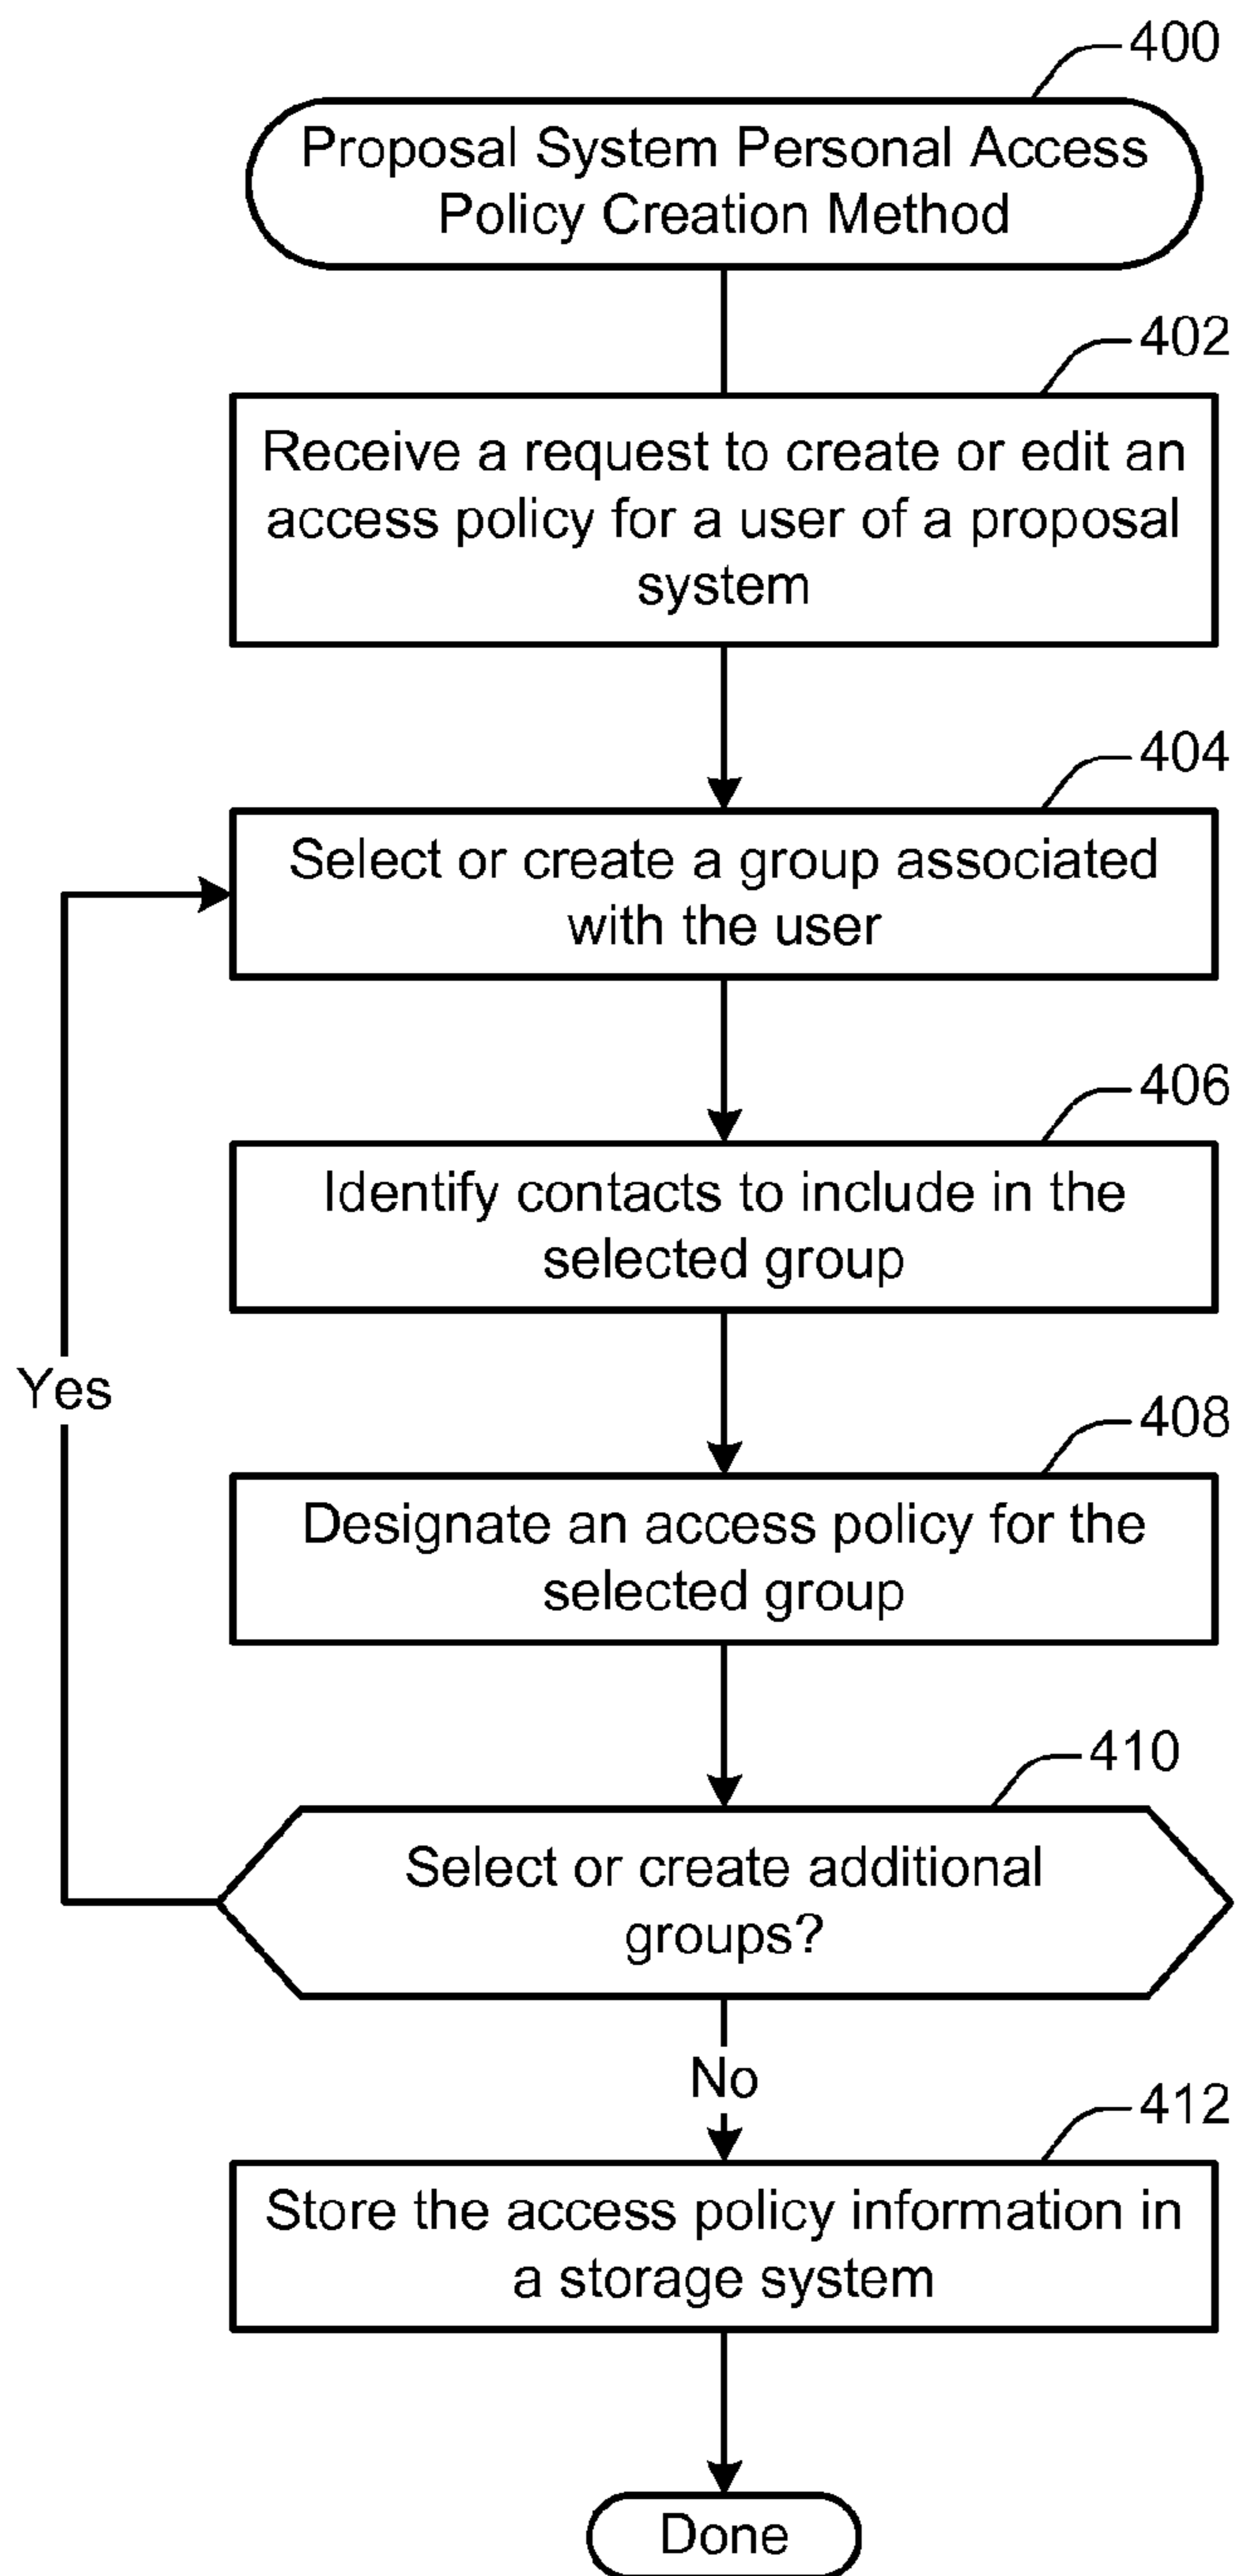 400
Proposal System Personal Access
Policy Creation Method
402
Receive a request to create or edit an
access policy for a user of a proposal
system
404
Select or create a group associated
with the user
406
Identify contacts to include in the
selected group
Yes
408
Designate an access policy for the
selected group
410
Select or create additional
groups?
No
412
Store the access policy information in
a storage system
Done